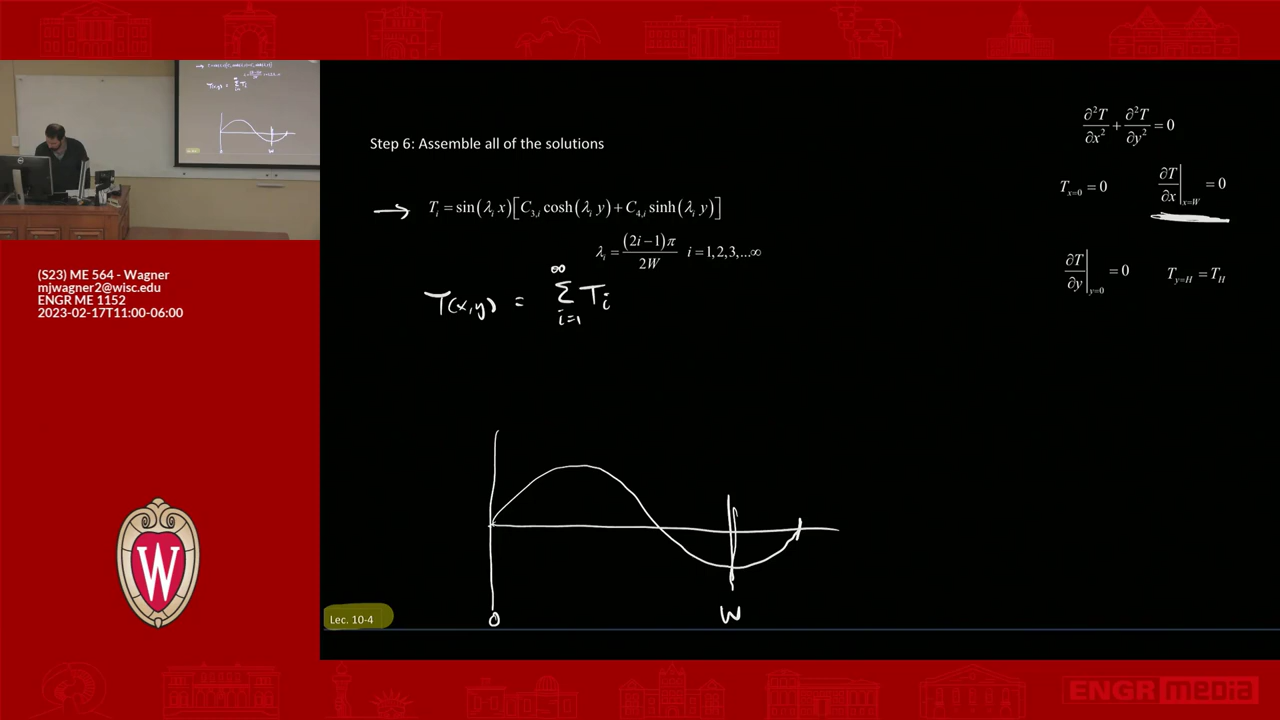 Step 6: Assemble all of the solutions
T_i = sin(λ_i x)[C_{3,i} cosh(λ_i y) + C_{4,i} sinh(λ_i y)]
λ_i = (2i−1)π / 2W   i = 1,2,3,...∞
T(x,y) = ∑_{i=1}^{∞} T_i
∂²T/∂x² + ∂²T/∂y² = 0
T_{x=0} = 0   ∂T/∂x|_{x=W} = 0
∂T/∂y|_{y=0} = 0   T_{y=H} = T_H
0
W
Lec. 10-4
(S23) ME 564 - Wagner
mjwagner2@wisc.edu
ENGR ME 1152
2023-02-17T11:00-06:00
W
ENGR media